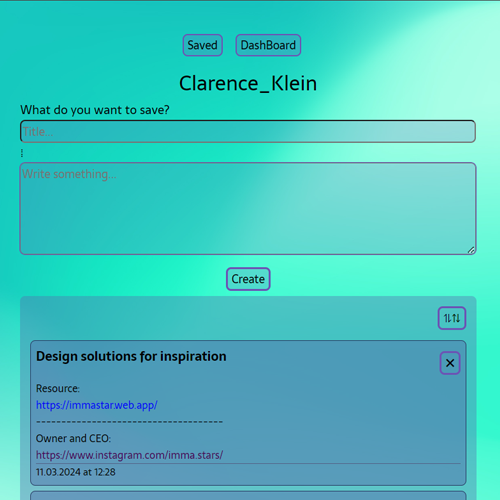 Saved DashBoard
Clarence_Klein
What do you want to save?
Title...
Write something...
Create
Design solutions for inspiration
Resource:
https://immastar.web.app/
------------------------------------
Owner and CEO:
https://www.instagram.com/imma.stars/
11.03.2024 at 12:28